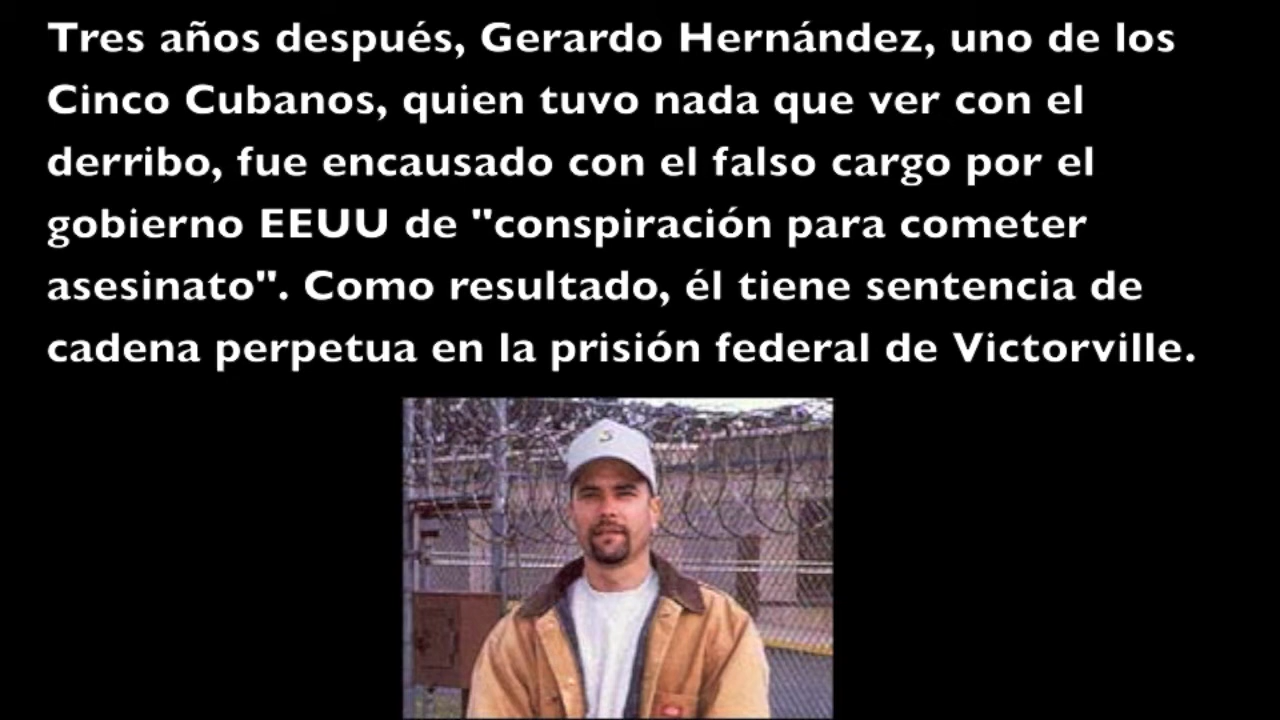 Tres años después, Gerardo Hernández, uno de los
Cinco Cubanos, quien tuvo nada que ver con el
derribo, fue encausado con el falso cargo por el
gobierno EEUU de "conspiración para cometer
asesinato". Como resultado, él tiene sentencia de
cadena perpetua en la prisión federal de Victorville.